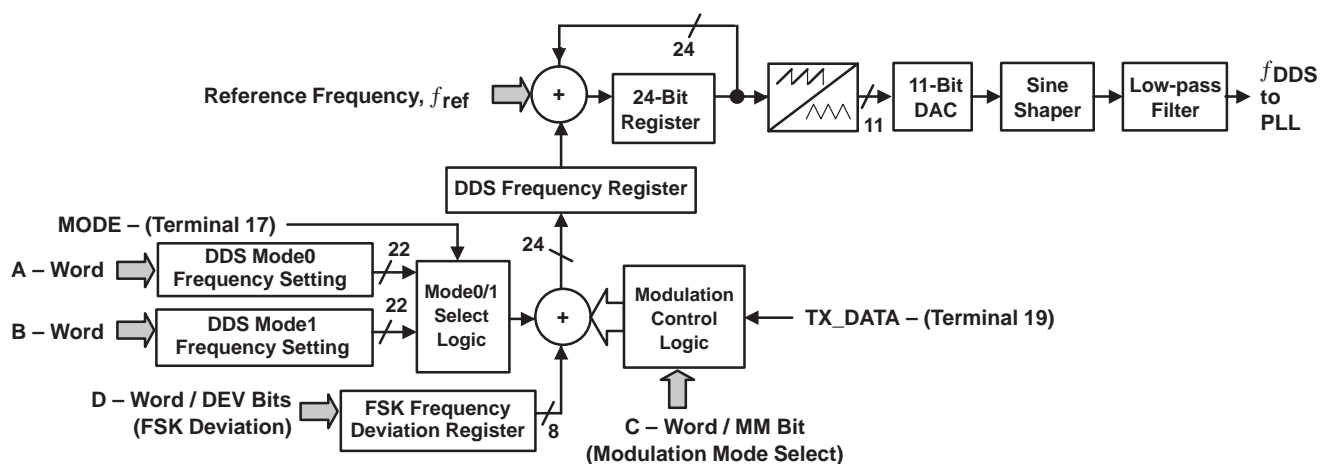 24
Reference Frequency, fref
+
24-Bit
Register
11
11-Bit
DAC
Sine
Shaper
Low-pass
Filter
fDDS
to
PLL
DDS Frequency Register
MODE – (Terminal 17)
24
A – Word
DDS Mode0
Frequency Setting
22
B – Word
DDS Mode1
Frequency Setting
22
Mode0/1
Select
Logic
+
Modulation
Control
Logic
TX_DATA – (Terminal 19)
D – Word / DEV Bits
(FSK Deviation)
FSK Frequency
Deviation Register
8
C – Word / MM Bit
(Modulation Mode Select)